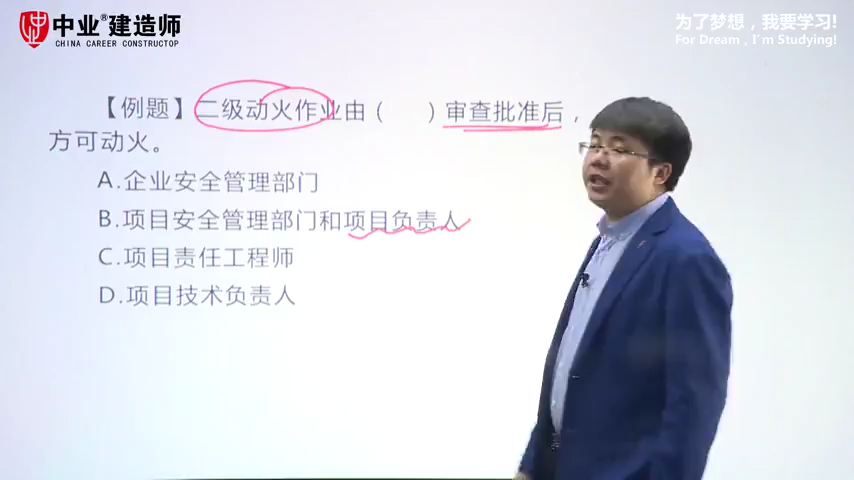 中业®建造师
CHINA CAREER CONSTRUCTOP
为了梦想，我要学习!
For Dream , I`m Studying!
【例题】二级动火作业由（ ）审查批准后，
方可动火。
A.企业安全管理部门
B.项目安全管理部门和项目负责人
C.项目责任工程师
D.项目技术负责人